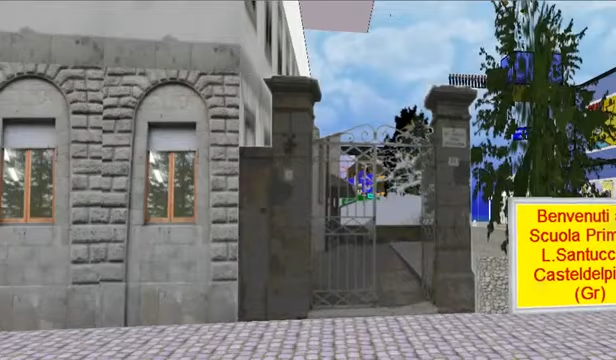 Benvenuti a
Scuola Prim
L.Santucc
Casteldelpi
(Gr)